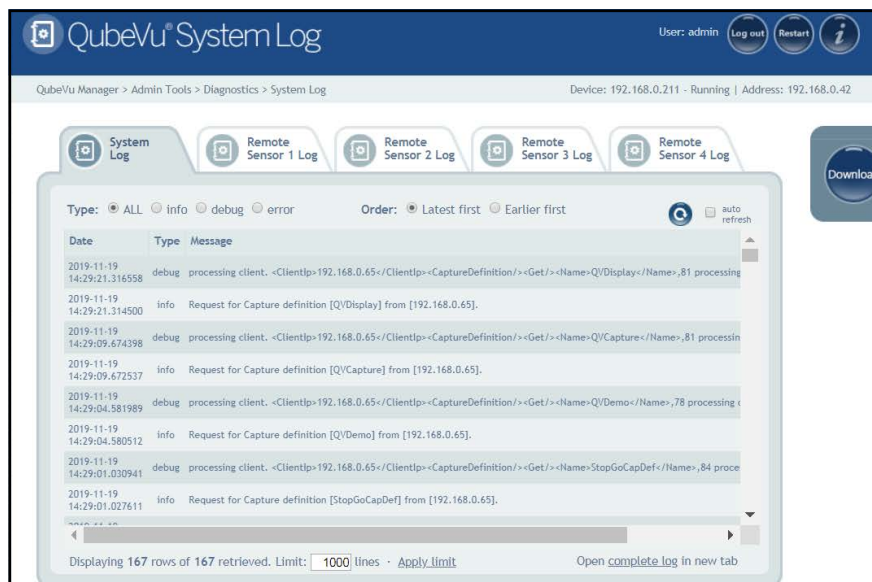 QubeVu® System Log
User: admin
Log out
Restart
i
QubeVu Manager > Admin Tools > Diagnostics > System Log
Device: 192.168.0.211 - Running | Address: 192.168.0.42
System Log
Remote Sensor 1 Log
Remote Sensor 2 Log
Remote Sensor 3 Log
Remote Sensor 4 Log
Downloa
Type: ALL info debug error
Order: Latest first Earlier first
auto refresh
Date Type Message
2019-11-19 14:29:21.316558 debug processing client. <ClientIp>192.168.0.65</ClientIp><CaptureDefinition/><Get/><Name>QVDisplay</Name>,81 processing
2019-11-19 14:29:21.314500 info Request for Capture definition [QVDisplay] from [192.168.0.65].
2019-11-19 14:29:09.674398 debug processing client. <ClientIp>192.168.0.65</ClientIp><CaptureDefinition/><Get/><Name>QVCapture</Name>,81 processin
2019-11-19 14:29:09.672537 info Request for Capture definition [QVCapture] from [192.168.0.65].
2019-11-19 14:29:04.581989 debug processing client. <ClientIp>192.168.0.65</ClientIp><CaptureDefinition/><Get/><Name>QVDemo</Name>,78 processing
2019-11-19 14:29:04.580512 info Request for Capture definition [QVDemo] from [192.168.0.65].
2019-11-19 14:29:01.030941 debug processing client. <ClientIp>192.168.0.65</ClientIp><CaptureDefinition/><Get/><Name>StopGoCapDef</Name>,84 proce
2019-11-19 14:29:01.027611 info Request for Capture definition [StopGoCapDef] from [192.168.0.65].
Displaying 167 rows of 167 retrieved. Limit: 1000 lines · Apply limit
Open complete log in new tab